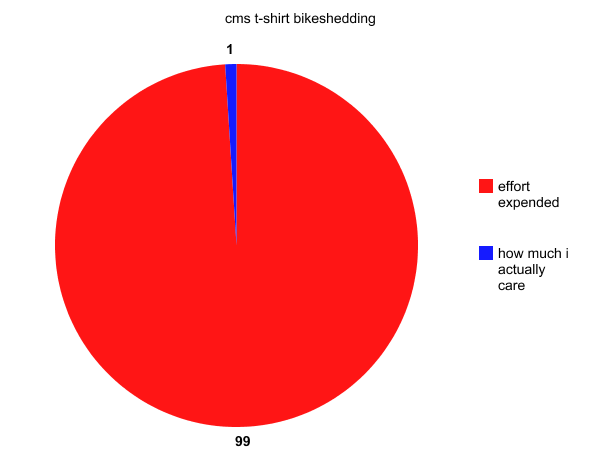 cms t-shirt bikeshedding
1
effort
expended
how much i
actually
care
99